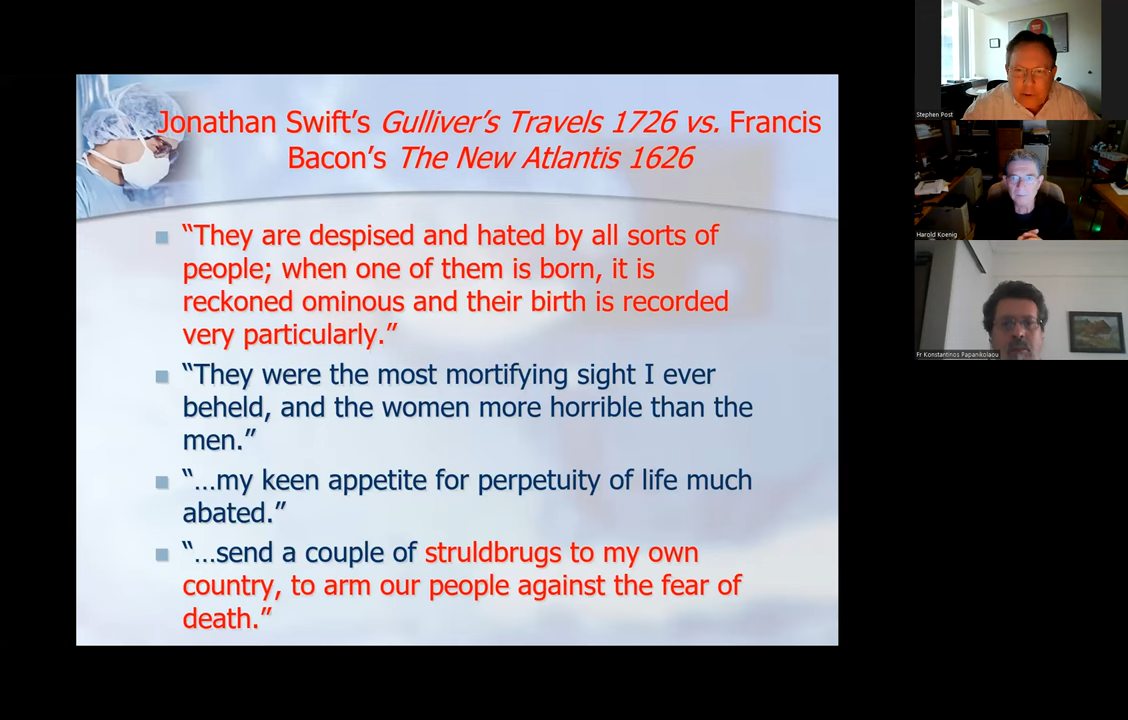 Jonathan Swift's Gulliver's Travels 1726 vs. Francis
Bacon's The New Atlantis 1626
"They are despised and hated by all sorts of
people; when one of them is born, it is
reckoned ominous and their birth is recorded
very particularly."
"They were the most mortifying sight I ever
beheld, and the women more horrible than the
men."
"…my keen appetite for perpetuity of life much
abated."
"…send a couple of struldbrugs to my own
country, to arm our people against the fear of
death."
Stephen Post
Harold Koenig
Fr Konstantinos Papanikolaou